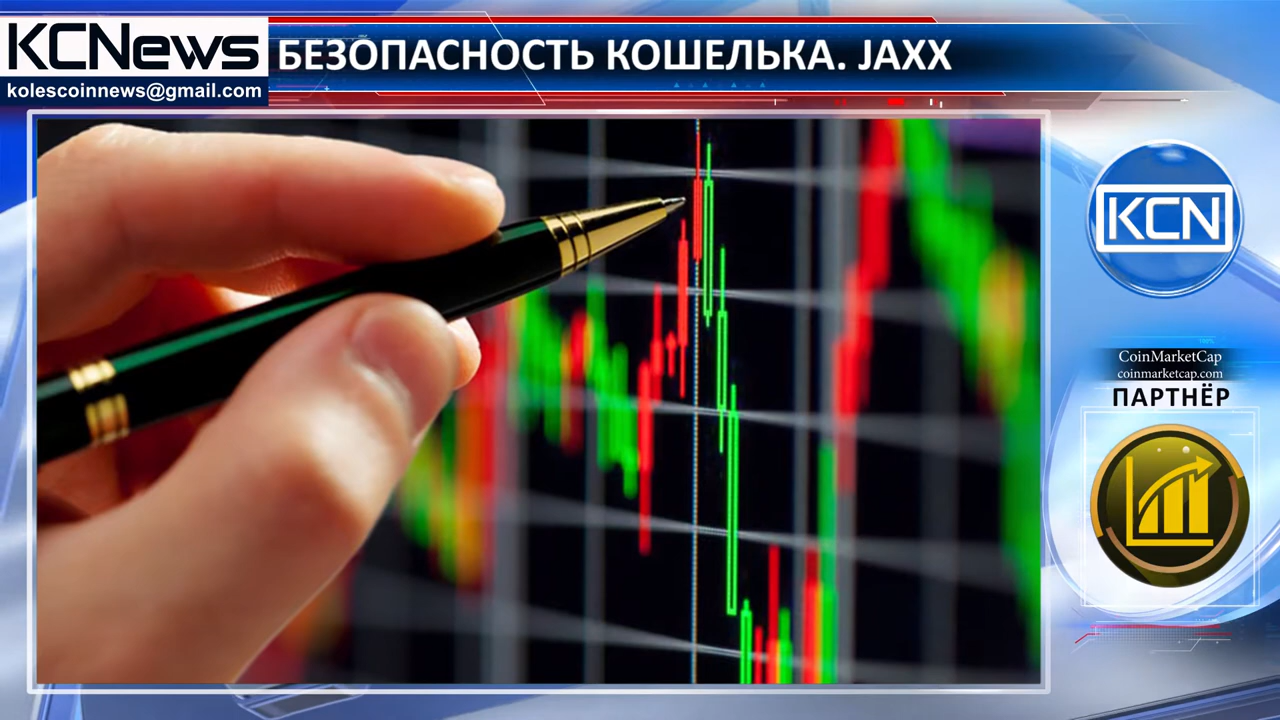 KCNews
kolescoinnews@gmail.com
БЕЗОПАСНОСТЬ КОШЕЛЬКА. JAXX
KCN
CoinMarketCap
coinmarketcap.com
ПАРТНЁР